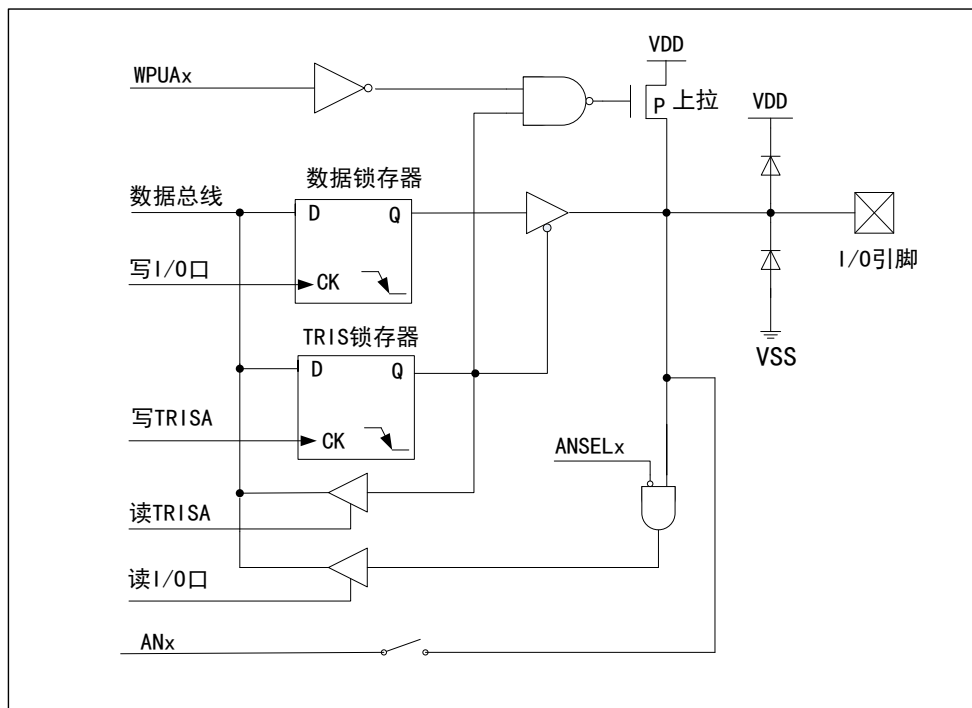 VDD
WPUAx
P 上拉
VDD
数据锁存器
数据总线
D
Q
写I/O口
CK
I/O引脚
TRIS锁存器
VSS
D
Q
写TRISA
CK
ANSELx
读TRISA
读I/O口
ANx